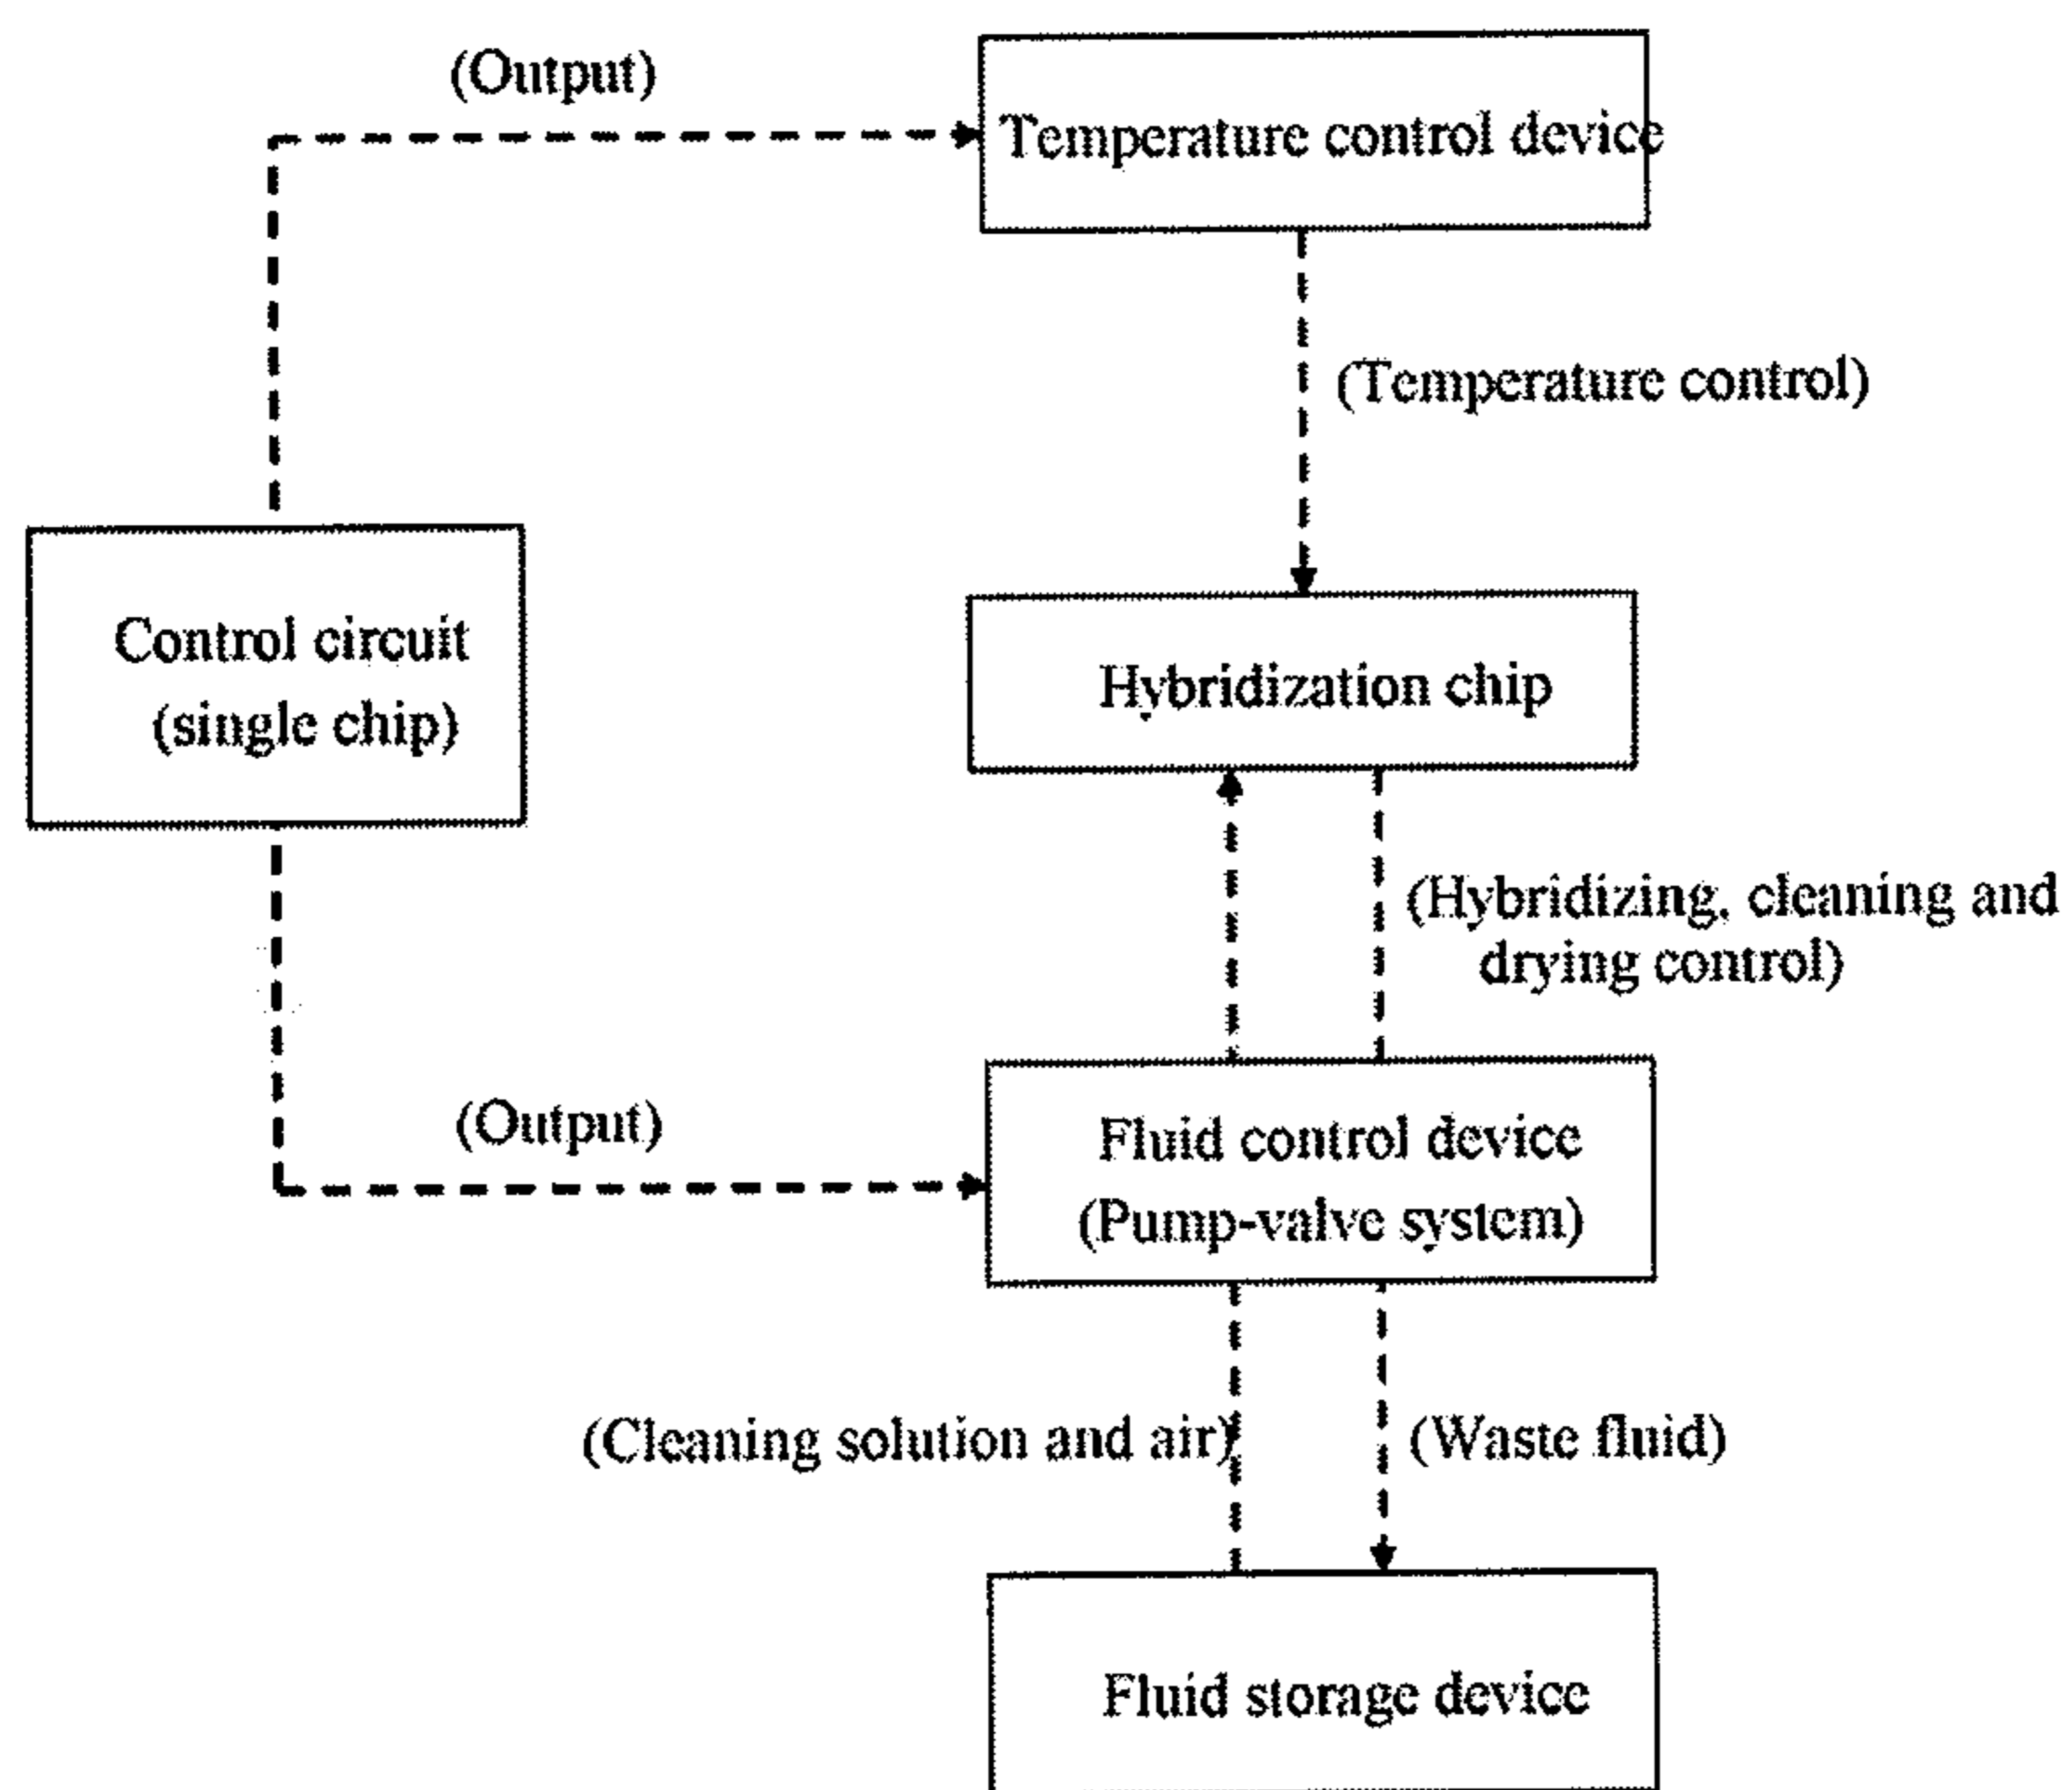 (Output)
Temperature control device
(Temperature control)
Control circuit
(single chip)
Hybridization chip
(Hybridizing, cleaning and
drying control)
(Output)
Fluid control device
(Pump-valve system)
(Cleaning solution and air)
(Waste fluid)
Fluid storage device